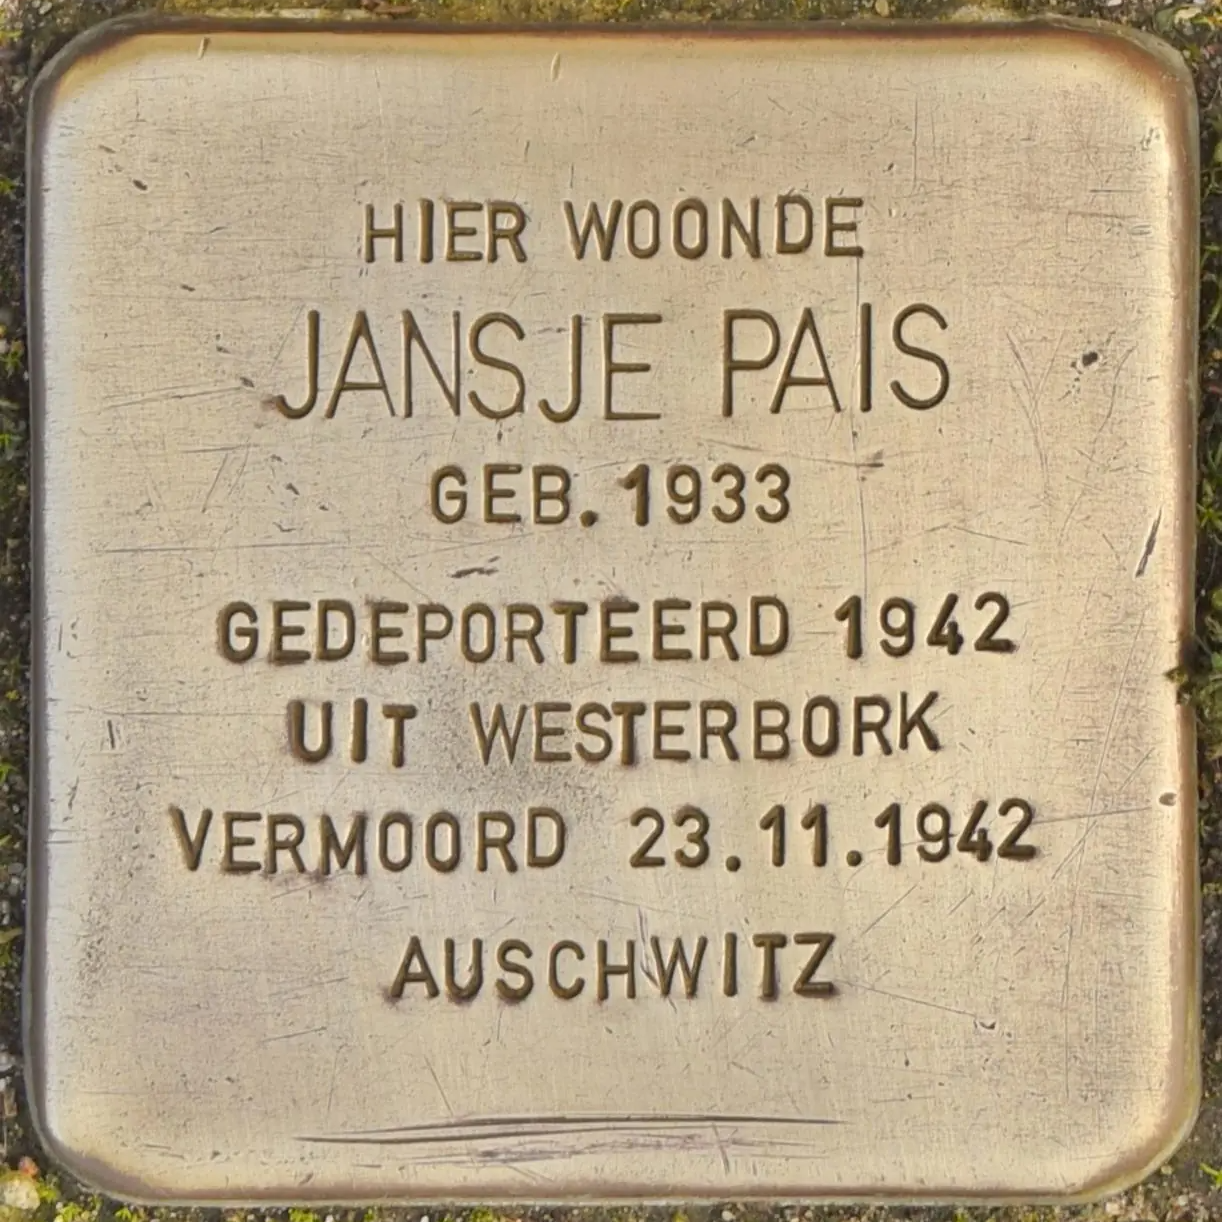 HIER WOONDE
JANSJE PAIS
GEB. 1933
GEDEPORTEERD 1942
UIT WESTERBORK
VERMOORD 23.11.1942
AUSCHWITZ